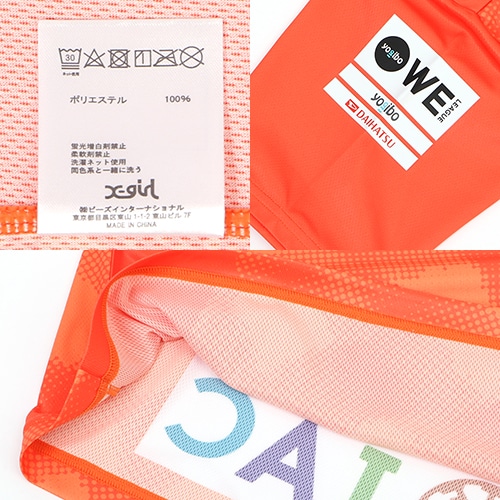 30
ネット使用
ポリエステル 100%
蛍光増白剤禁止
柔軟剤禁止
洗濯ネット使用
同色系と一緒に洗う
X-girl
㈱ビーズインターナショナル
東京都目黒区東山 1-1-2 東山ビル 7F
MADE IN CHINA
yogibo
WE
LEAGUE
yogibo
DAIHATSU
TAC